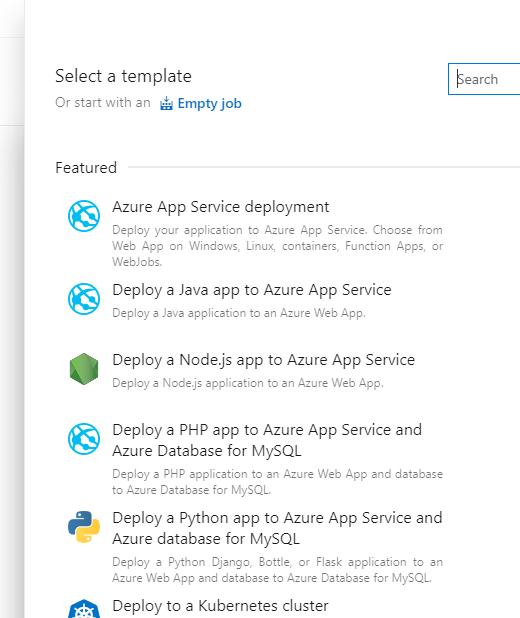 Select a template
Search
Or start with an Empty job
Featured
Azure App Service deployment
Deploy your application to Azure App Service. Choose from
Web App on Windows, Linux, containers, Function Apps, or
WebJobs.
Deploy a Java app to Azure App Service
Deploy a Java application to an Azure Web App.
Deploy a Node.js app to Azure App Service
Deploy a Node.js application to an Azure Web App.
Deploy a PHP app to Azure App Service and
Azure Database for MySQL
Deploy a PHP application to an Azure Web App and database
to Azure Database for MySQL.
Deploy a Python app to Azure App Service and
Azure database for MySQL
Deploy a Python Django, Bottle, or Flask application to an
Azure Web App and database to Azure Database for MySQL.
Deploy to a Kubernetes cluster